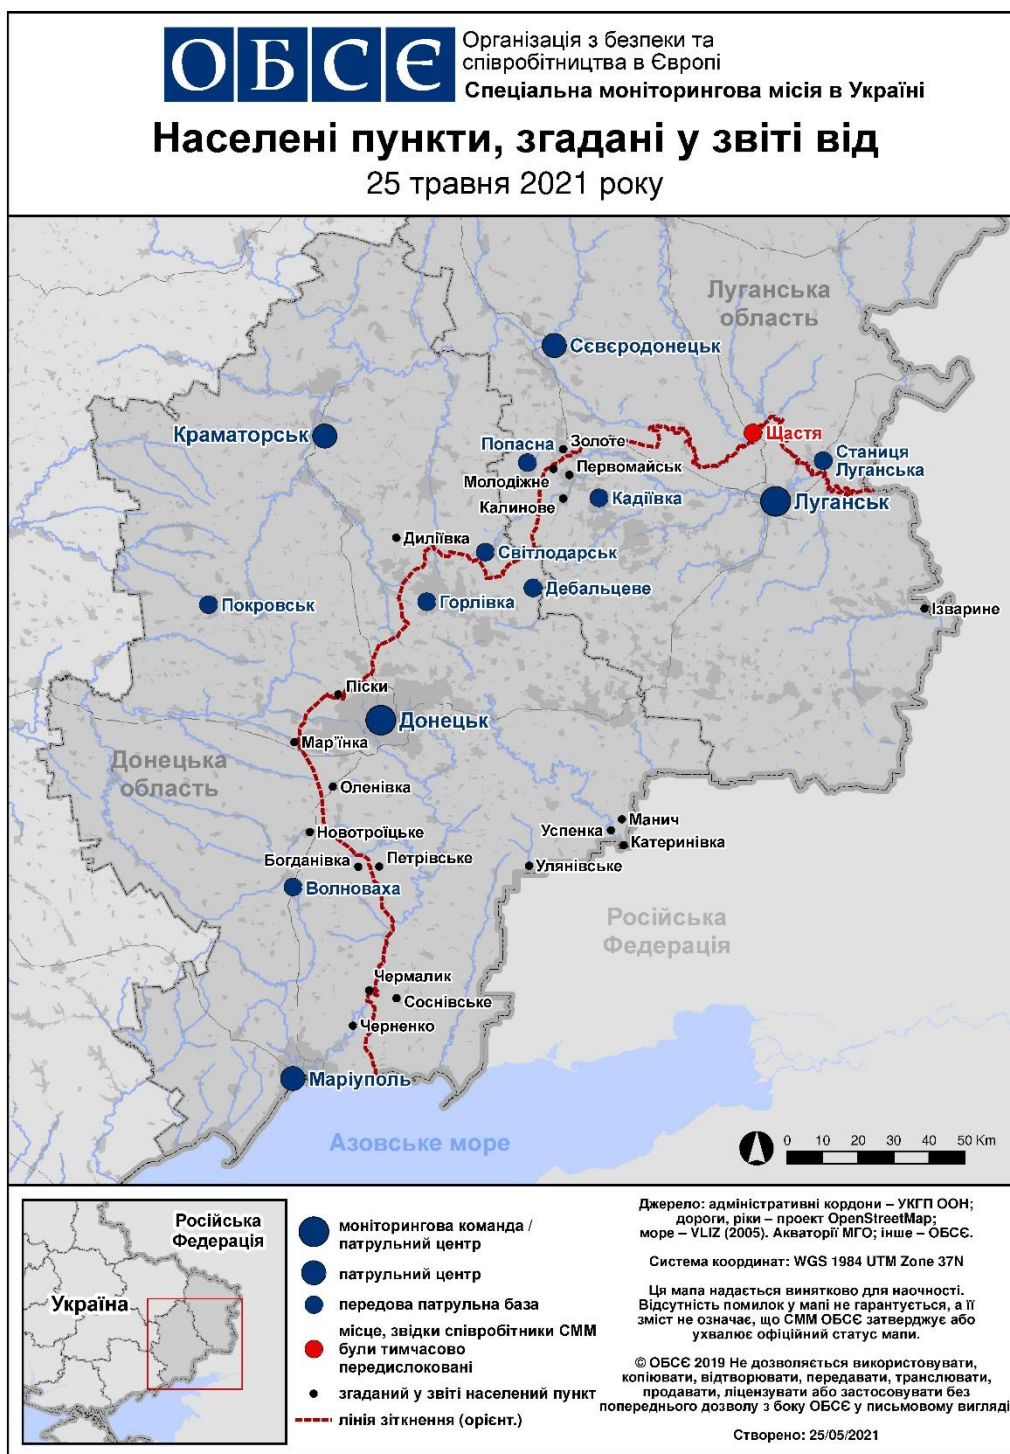 ОБСЄ
Організація з безпеки та
співробітництва в Європі
Спеціальна моніторингова місія в Україні
Населені пункти, згадані у звіті від
25 травня 2021 року
Луганська
область
Сєвєродонецьк
Краматорськ
Щастя
Попасна
Золоте
Станиця
Луганська
Первомайськ
Молодіжне
Кадіївка
Луганськ
Калинове
Диліївка
Світлодарськ
Дебальцеве
Покровськ
Горлівка
Ізварине
Піски
Донецьк
Мар'їнка
Донецька
область
Оленівка
Манич
Новотроїцьке
Успенка
Катеринівка
Богданівка
Петрівське
Улянівське
Волноваха
Російська
Федерація
Чермалик
Соснівське
Черненко
Маріуполь
Азовське море
0 10 20 30 40 50 Km
Російська
Федерація
Україна
моніторингова команда /
патрульний центр
патрульний центр
передова патрульна база
місце, звідки співробітники СММ
були тимчасово
передислоковані
згаданий у звіті населений пункт
лінія зіткнення (орієнт.)
Джерело: адміністративні кордони – УКГП ООН;
дороги, ріки – проект OpenStreetMap;
море – VLIZ (2005). Акваторії МГО; інше – ОБСЄ.
Система координат: WGS 1984 UTM Zone 37N
Ця мапа надається винятково для наочності.
Відсутність помилок у мапі не гарантується, а її
зміст не означає, що СММ ОБСЄ затверджує або
ухвалює офіційний статус мапи.
© ОБСЄ 2019 Не дозволяється використовувати,
копіювати, відтворювати, передавати, транслювати,
продавати, ліцензувати або застосовувати без
попереднього дозволу з боку ОБСЄ у письмовому вигляді
Створено: 25/05/2021